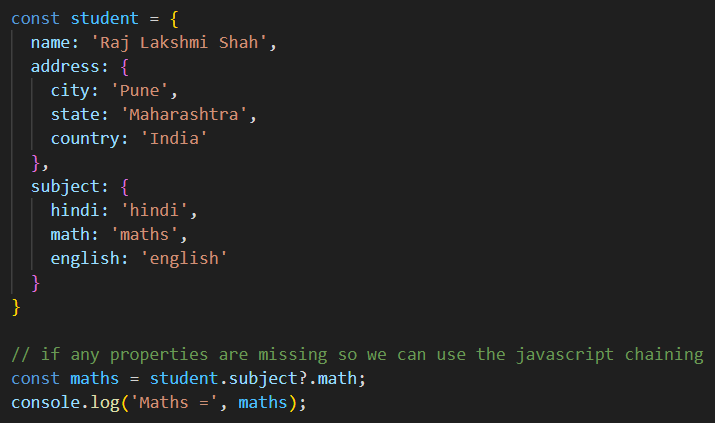 const student = {
  name: 'Raj Lakshmi Shah',
  address: {
    city: 'Pune',
    state: 'Maharashtra',
    country: 'India'
  },
  subject: {
    hindi: 'hindi',
    math: 'maths',
    english: 'english'
  }
}

// if any properties are missing so we can use the javascript chaining
const maths = student.subject?.math;
console.log('Maths =', maths);